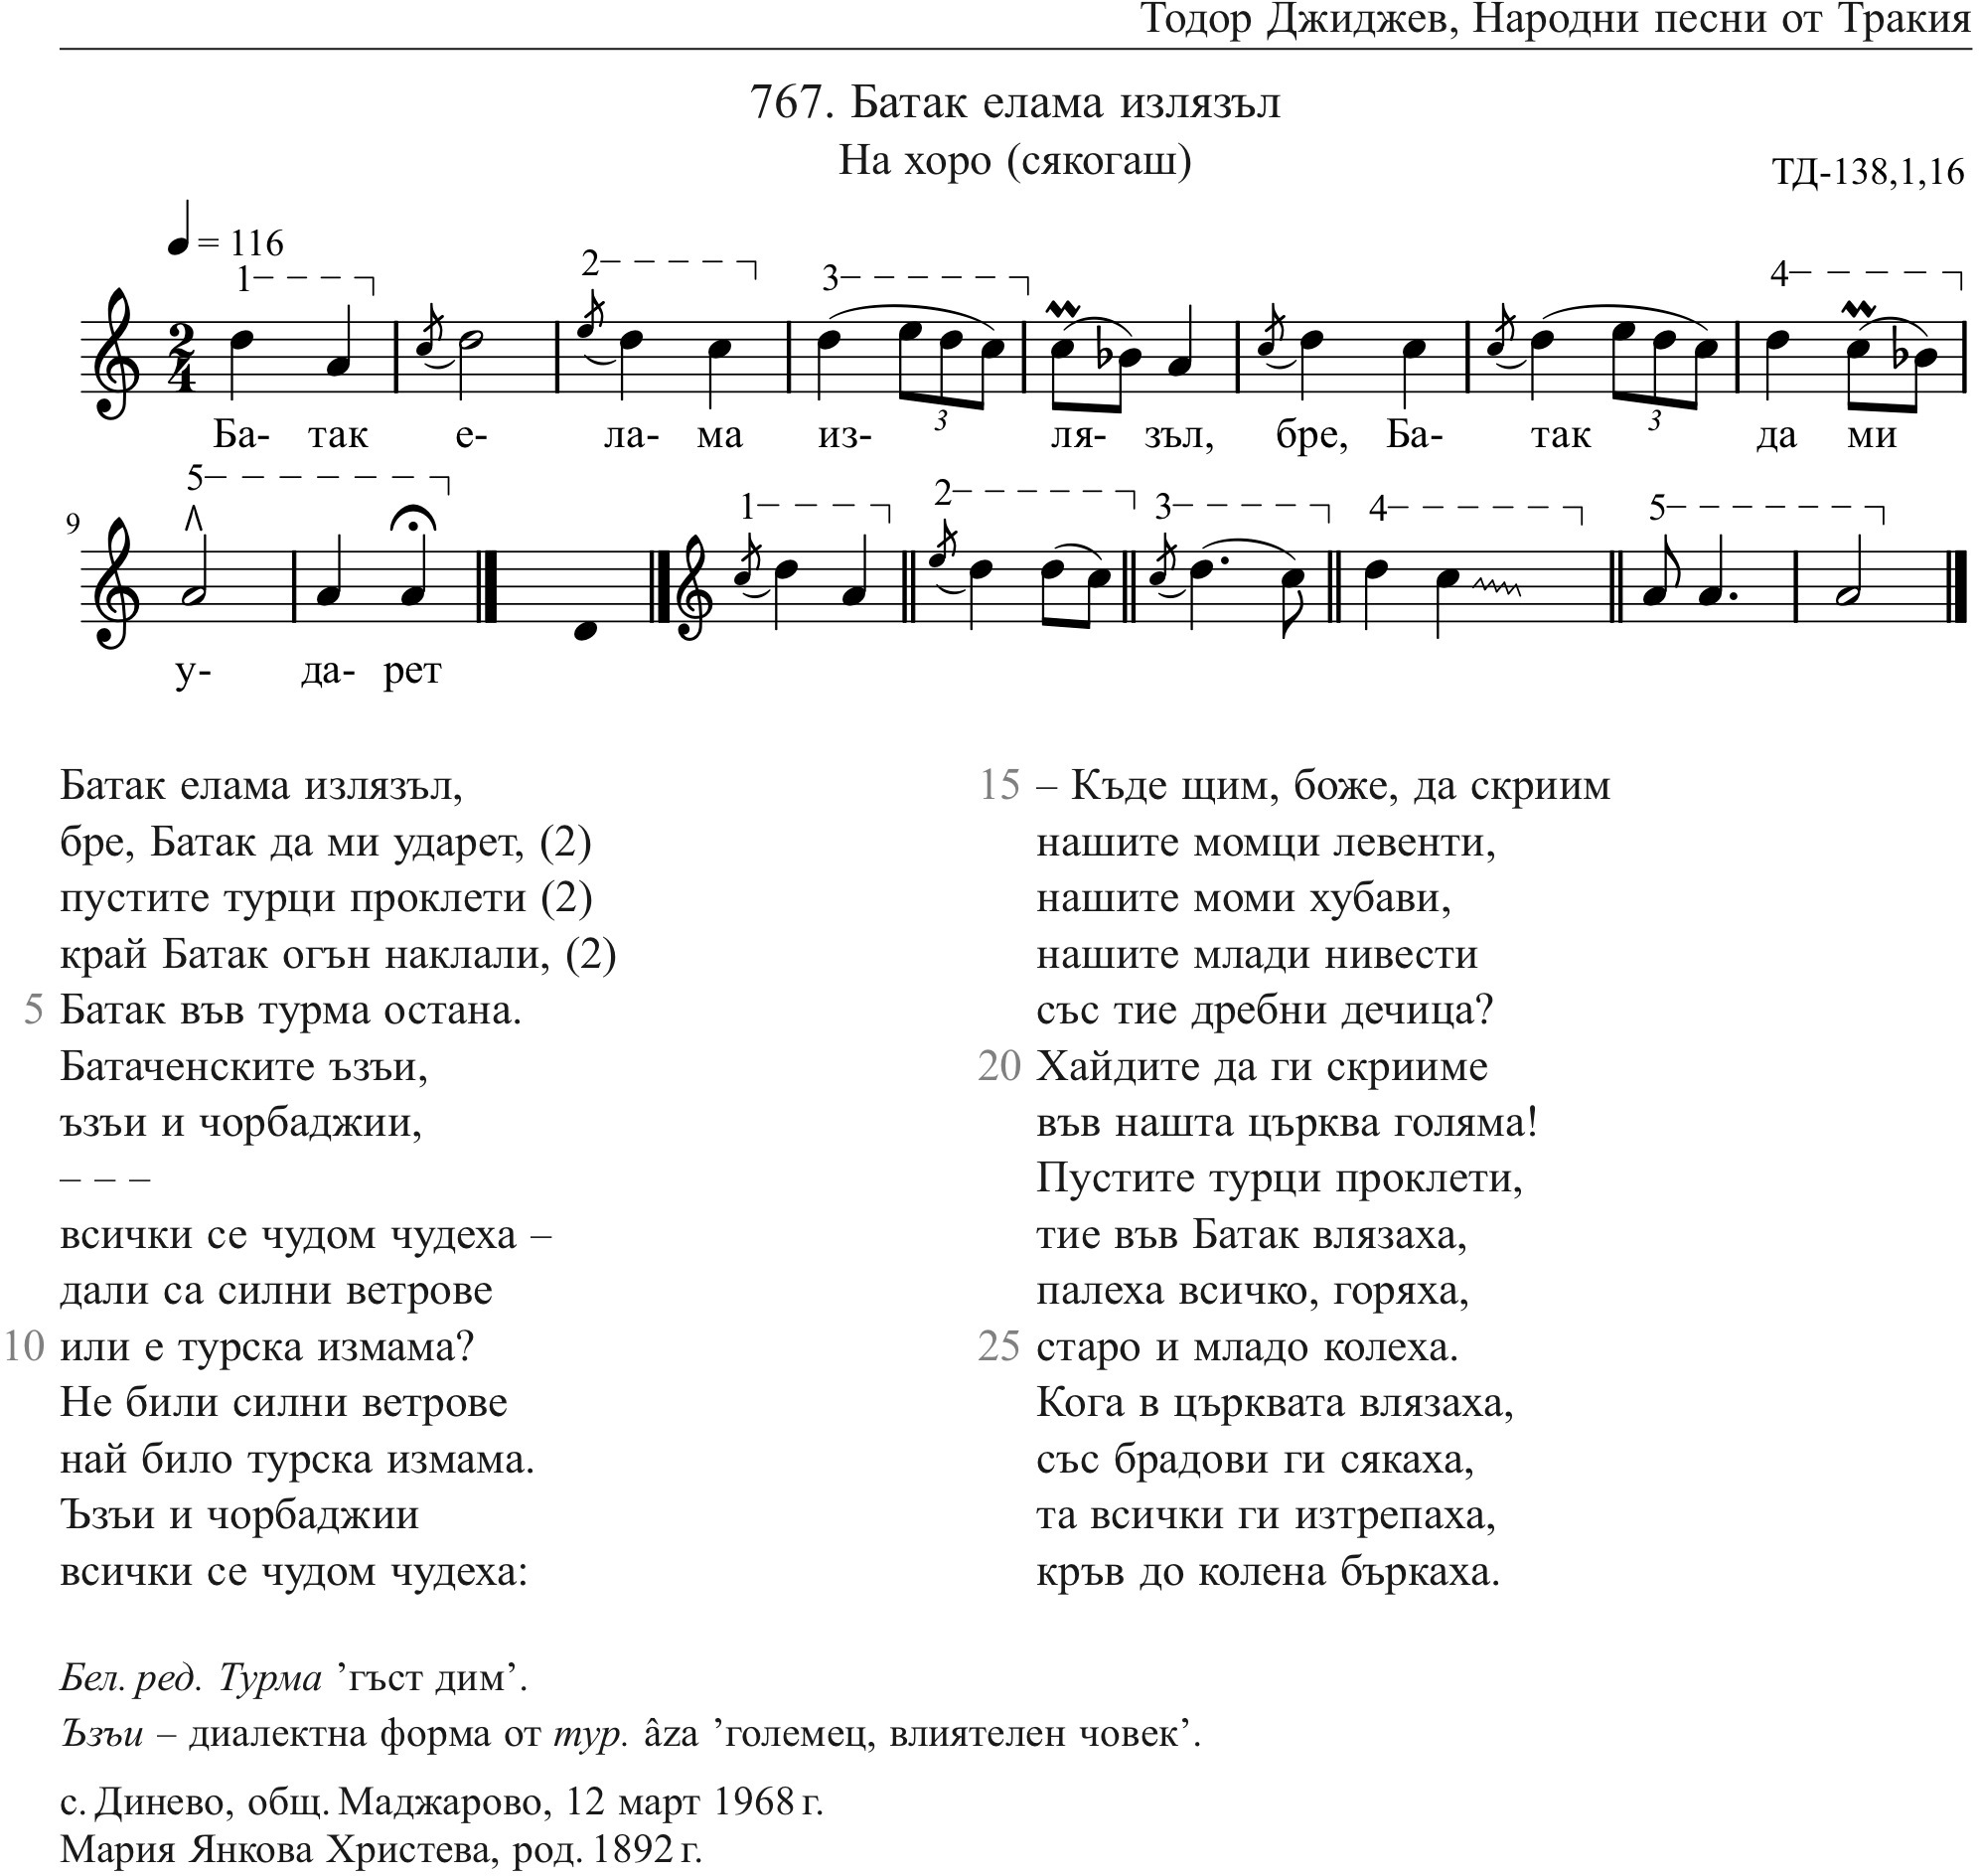 Тодор Джиджев, Народни песни от Тракия
767. Батак елама излязъл
На хоро (сякогаш)
ТД-138,1,16
= 116
1 2 3 4
2/4
3 3
Ба- так е- ла- ма из- ля- зъл, бре, Ба- так да ми
5 1 2 3 4 5
9
у- да- рет
Батак елама излязъл,
бре, Батак да ми ударет, (2)
пустите турци проклети (2)
край Батак огън наклали, (2)
5 Батак във турма остана.
Батаченските ъзъи,
ъзъи и чорбаджии,
– – –
всички се чудом чудеха –
дали са силни ветрове
10 или е турска измама?
Не били силни ветрове
най било турска измама.
Ъзъи и чорбаджии
всички се чудом чудеха:
15 – Къде щим, боже, да скриим
нашите момци левенти,
нашите моми хубави,
нашите млади нивести
със тие дребни дечица?
20 Хайдите да ги скрииме
във нашта църква голяма!
Пустите турци проклети,
тие във Батак влязаха,
палеха всичко, горяха,
25 старо и младо колеха.
Кога в църквата влязаха,
със брадови ги сякаха,
та всички ги изтрепаха,
кръв до колена бъркаха.
Бел. ред. Турма ’гъст дим’.
Ъзъи – диалектна форма от тур. âza ’големец, влиятелен човек’.
с. Динево, общ. Маджарово, 12 март 1968 г.
Мария Янкова Христева, род. 1892 г.